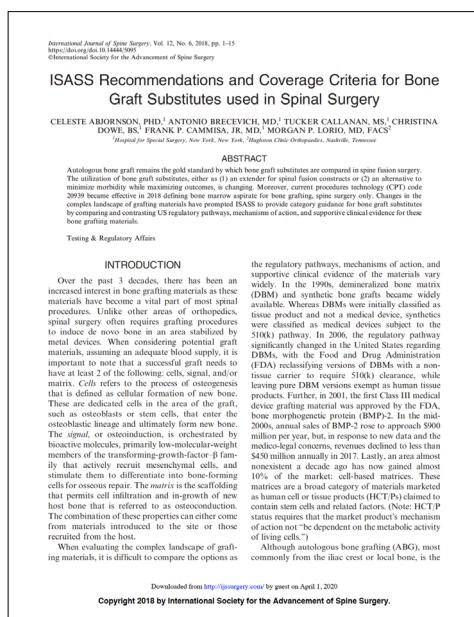 International Journal of Spine Surgery, Vol. 12, No. 6, 2018, pp. 1–15
https://doi.org/10.14444/5095
©International Society for the Advancement of Spine Surgery
ISASS Recommendations and Coverage Criteria for Bone
Graft Substitutes used in Spinal Surgery
CELESTE ABJORNSON, PHD,1 ANTONIO BRECEVICH, MD,1 TUCKER CALLANAN, MS,1 CHRISTINA
DOWE, BS,1 FRANK P. CAMMISA, JR, MD,1 MORGAN P. LORIO, MD, FACS2
1Hospital for Special Surgery, New York, New York, 2Hughston Clinic Orthopaedics, Nashville, Tennessee
ABSTRACT
Autologous bone graft remains the gold standard by which bone graft substitutes are compared in spine fusion surgery.
The utilization of bone graft substitutes, either as (1) an extender for spinal fusion constructs or (2) an alternative to
minimize morbidity while maximizing outcomes, is changing. Moreover, current procedures technology (CPT) code
20939 became effective in 2018 defining bone marrow aspirate for bone grafting, spine surgery only. Changes in the
complex landscape of grafting materials have prompted ISASS to provide category guidance for bone graft substitutes
by comparing and contrasting US regulatory pathways, mechanisms of action, and supportive clinical evidence for these
bone grafting materials.
Testing & Regulatory Affairs
INTRODUCTION
Over the past 3 decades, there has been an
increased interest in bone grafting materials as these
materials have become a vital part of most spinal
procedures. Unlike other areas of orthopedics,
spinal surgery often requires grafting procedures
to induce de novo bone in an area stabilized by
metal devices. When considering potential graft
materials, assuming an adequate blood supply, it is
important to note that a successful graft needs to
have at least 2 of the following: cells, signal, and/or
matrix. Cells refers to the process of osteogenesis
that is defined as cellular formation of new bone.
These are dedicated cells in the area of the graft,
such as osteoblasts or stem cells, that enter the
osteoblastic lineage and ultimately form new bone.
The signal, or osteoinduction, is orchestrated by
bioactive molecules, primarily low-molecular-weight
members of the transforming-growth-factor–β fam-
ily that actively recruit mesenchymal cells, and
stimulate them to differentiate into bone-forming
cells for osseous repair. The matrix is the scaffolding
that permits cell infiltration and in-growth of new
host bone that is referred to as osteoconduction.
The combination of these properties can either come
from materials introduced to the site or those
recruited from the host.
When evaluating the complex landscape of graft-
ing materials, it is difficult to compare the options as
the regulatory pathways, mechanisms of action, and
supportive clinical evidence of the materials vary
widely. In the 1990s, demineralized bone matrix
(DBM) and synthetic bone grafts became widely
available. Whereas DBMs were initially classified as
tissue product and not a medical device, synthetics
were classified as medical devices subject to the
510(k) pathway. In 2006, the regulatory pathway
significantly changed in the United States regarding
DBMs, with the Food and Drug Administration
(FDA) reclassifying versions of DBMs with a non-
tissue carrier to require 510(k) clearance, while
leaving pure DBM versions exempt as human tissue
products. Further, in 2001, the first Class III medical
device grafting material was approved by the FDA,
bone morphogenetic protein (BMP)-2. In the mid-
2000s, annual sales of BMP-2 rose to approach $900
million per year, but, in response to new data and the
medico-legal concerns, revenues declined to less than
$450 million annually in 2017. Lastly, an area almost
nonexistent a decade ago has now gained almost
10% of the market: cell-based matrices. These
matrices are a broad category of materials marketed
as human cell or tissue products (HCT/Ps) claimed to
contain stem cells and related factors. (Note: HCT/P
status requires that the market product's mechanism
of action not “be dependent on the metabolic activity
of living cells.”)
Although autologous bone grafting (ABG), most
commonly from the iliac crest or local bone, is the
Downloaded from http://ijssurgery.com/ by guest on April 1, 2020
Copyright 2018 by International Society for the Advancement of Spine Surgery.